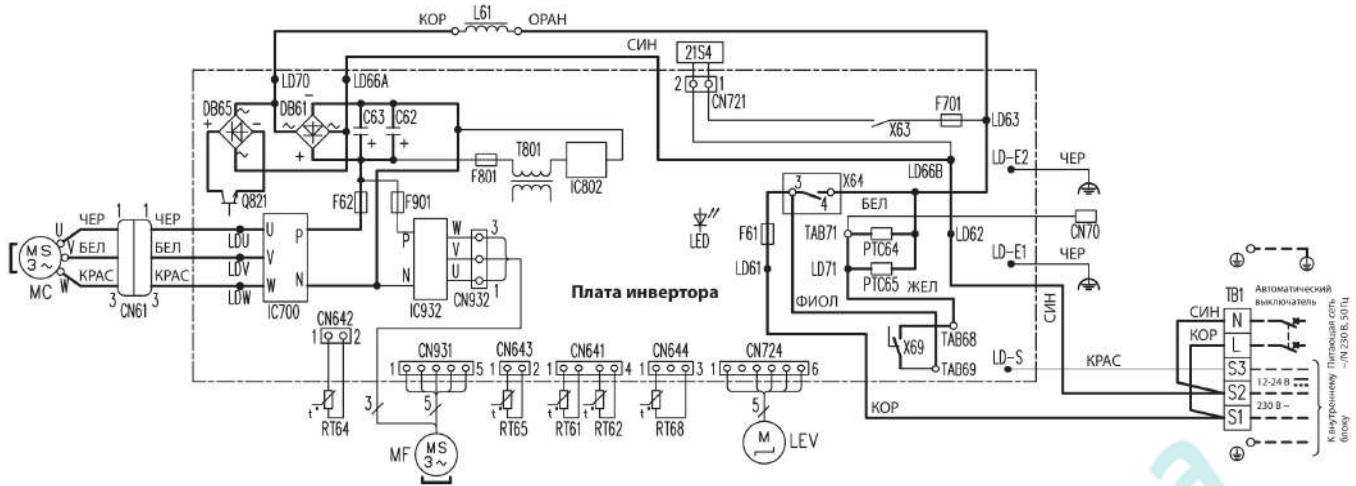 КОР L61 ОРАН
СИН
21S4
2 1
CN721
LD70
LD66A
DB65
DB61
C63
C62
+
-
~
T801
F801
IC802
Q821
F62
F901
X63
F701
LD63
LD66B
LD-E2
ЧЕР
X64
3
4
БЕЛ
LED
F61
LD61
TAB71
PTC64
LD71
PTC65
LD62
CN70
LD-E1
ЧЕР
ФИОЛ
ЖЕЛ
СИН
X69
TAB68
TAB69
LD-S
КРАС
КОР
Плата инвертора
MS
3~
MC
U
V
W
ЧЕР
БЕЛ
КРАС
1 1
3 3
CN61
ЧЕР
БЕЛ
КРАС
LDU
LDV
LDW
U
V
W
P
N
IC700
P
N
W
V
U
IC932
3
1
CN932
CN642
1 2
t°
RT64
3
CN931
1 5
5
MF
MS
3~
CN643
1 2
t°
RT65
CN641
1 4
t°
RT61
t°
RT62
CN644
1 3
t°
RT68
CN724
1 6
5
M
LEV
TB1
N
L
S3
S2
S1
СИН
КОР
Автоматический
выключатель
Питающая сеть
~/N 230 В, 50 Гц
12-24 В
230 В ~
К внутреннему
блоку
a